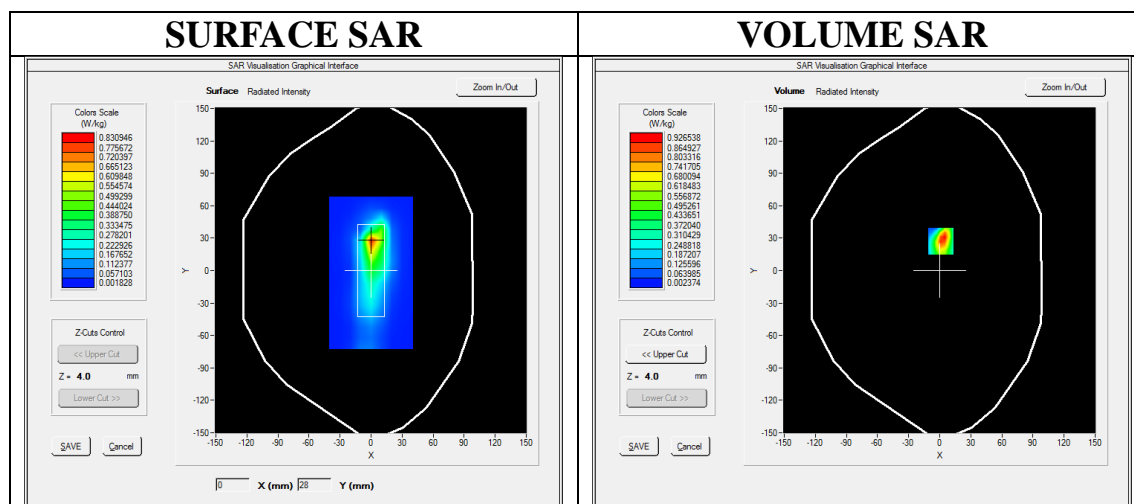 SURFACE SAR
VOLUME SAR
SAR Visualisation Graphical Interface
Surface Radiated Intensity
Zoom In/Out
Colors Scale
(W/kg)
0.830946
0.775672
0.720397
0.665123
0.609848
0.554574
0.499299
0.444024
0.388750
0.333475
0.278201
0.222926
0.167652
0.112377
0.057103
0.001828
Z-Cuts Control
<< Upper Cut
Z = 4.0 mm
Lower Cut >>
SAVE Cancel
150
120
90
60
30
0
-30
-60
-90
-120
-150
Y
-150 -120 -90 -60 -30 0 30 60 90 120 150
X
0 X (mm) 28 Y (mm)
SAR Visualisation Graphical Interface
Volume Radiated Intensity
Zoom In/Out
Colors Scale
(W/kg)
0.926538
0.864927
0.803316
0.741705
0.680094
0.618483
0.556872
0.495261
0.433651
0.372040
0.310429
0.248818
0.187207
0.125596
0.063985
0.002374
Z-Cuts Control
<< Upper Cut
Z = 4.0 mm
Lower Cut >>
SAVE Cancel
150
120
90
60
30
0
-30
-60
-90
-120
-150
Y
-150 -120 -90 -60 -30 0 30 60 90 120 150
X